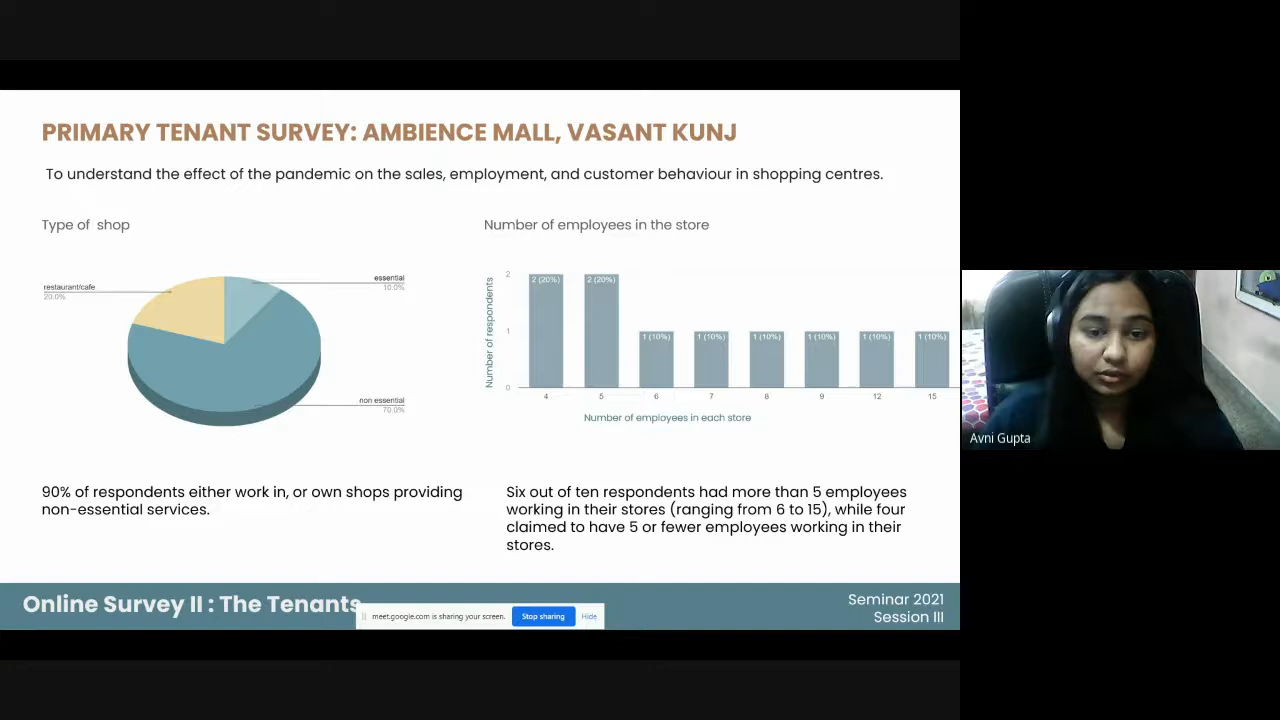 PRIMARY TENANT SURVEY: AMBIENCE MALL, VASANT KUNJ
To understand the effect of the pandemic on the sales, employment, and customer behaviour in shopping centres.
Type of shop
restaurant/cafe
20.0%
essential
10.0%
non essential
70.0%
Number of employees in the store
Number of respondents
2
1
0
2 (20%)
2 (20%)
1 (10%)
1 (10%)
1 (10%)
1 (10%)
1 (10%)
1 (10%)
4 5 6 7 8 9 12 15
Number of employees in each store
90% of respondents either work in, or own shops providing
non-essential services.
Six out of ten respondents had more than 5 employees
working in their stores (ranging from 6 to 15), while four
claimed to have 5 or fewer employees working in their
stores.
Online Survey II : The Tenants
meet.google.com is sharing your screen. Stop sharing Hide
Seminar 2021
Session III
Avni Gupta